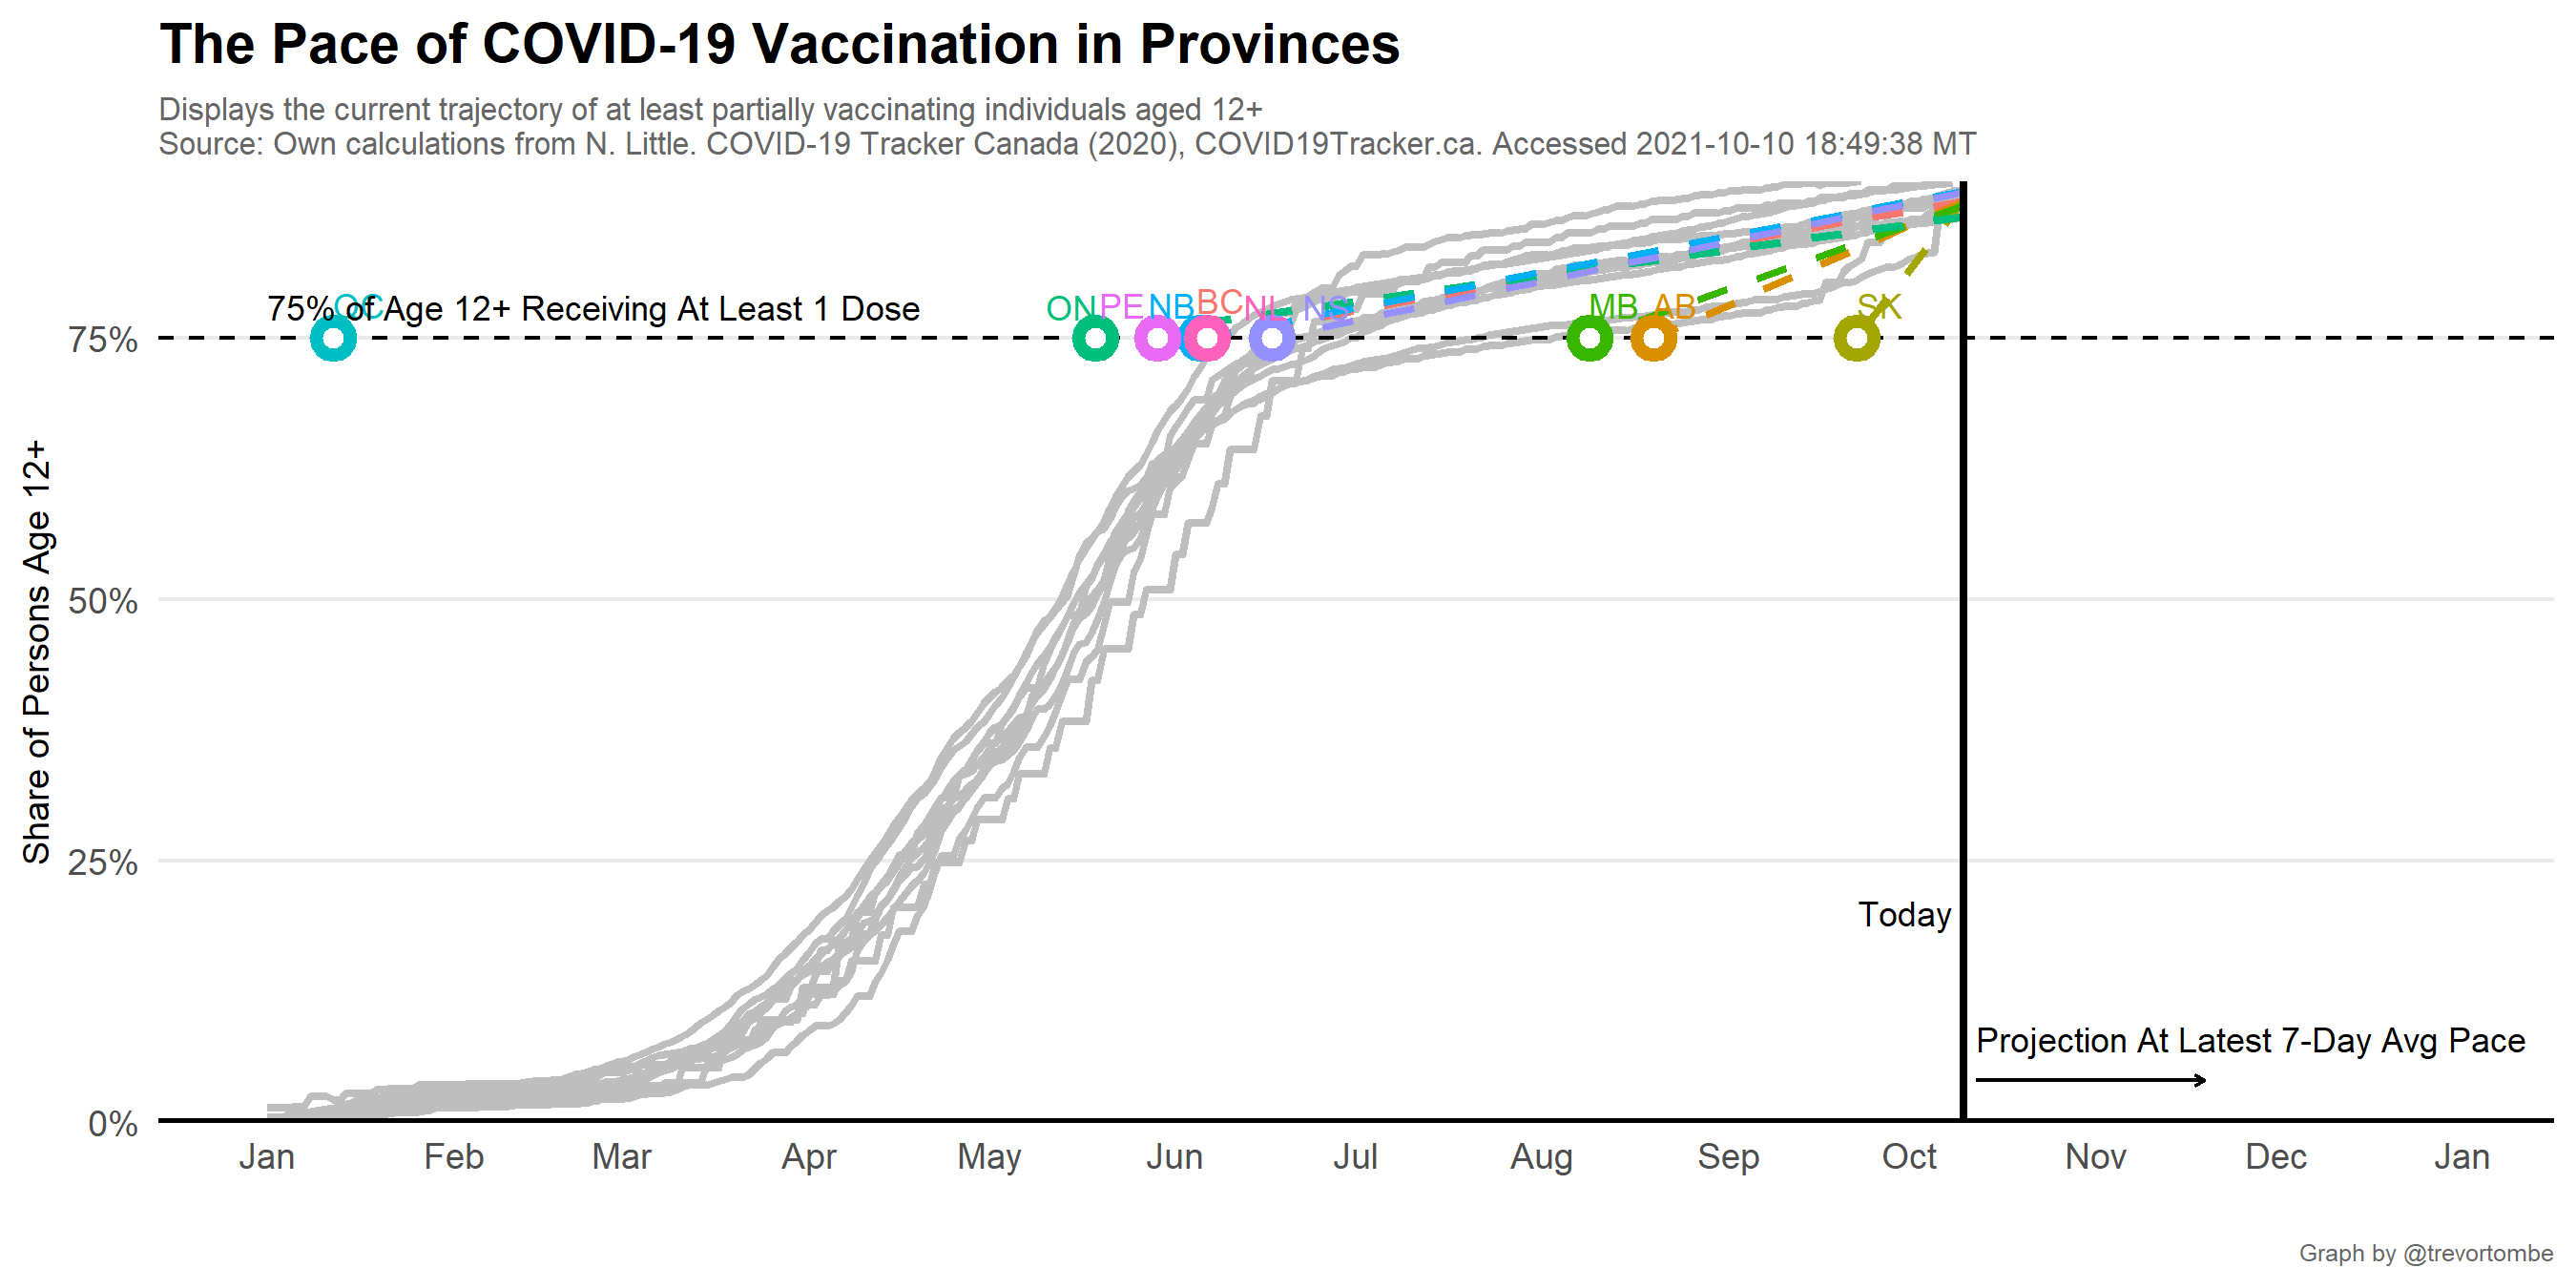 The Pace of COVID-19 Vaccination in Provinces
Displays the current trajectory of at least partially vaccinating individuals aged 12+
Source: Own calculations from N. Little. COVID-19 Tracker Canada (2020), COVID19Tracker.ca. Accessed 2021-10-10 18:49:38 MT
75% of Age 12+ Receiving At Least 1 Dose
QC
ON
PE
NB
BC
NL
NS
MB
AB
SK
75%
50%
25%
0%
Share of Persons Age 12+
Today
Projection At Latest 7-Day Avg Pace
Jan Feb Mar Apr May Jun Jul Aug Sep Oct Nov Dec Jan
Graph by @trevortombe